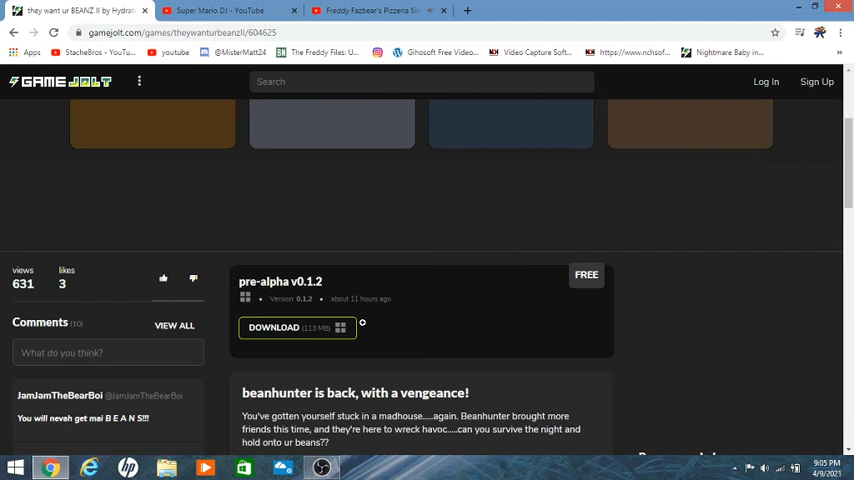 they want ur BEANZ II by Hydrat
Super Mario DJ - YouTube
Freddy Fazbear's Pizzeria Sim
gamejolt.com/games/theywanturbeanzII/604625
Apps
StacheBros - YouTu...
youtube
@MisterMatt24
The Freddy Files: U...
Gihosoft Free Video...
Video Capture Soft...
https://www.nchsof...
Nightmare Baby in...
GAME JOLT
Search
Log In
Sign Up
views
likes
631
3
Comments (10)
VIEW ALL
What do you think?
JamJamTheBearBoi @JamJamTheBearBoi
You will nevah get mai B E A N S!!!
pre-alpha v0.1.2
FREE
Version 0.1.2 • about 11 hours ago
DOWNLOAD (113 MB)
beanhunter is back, with a vengeance!
You've gotten yourself stuck in a madhouse.....again. Beanhunter brought more
friends this time, and they're here to wreck havoc.....can you survive the night and
hold onto ur beans??
hp
9:05 PM
4/9/2021